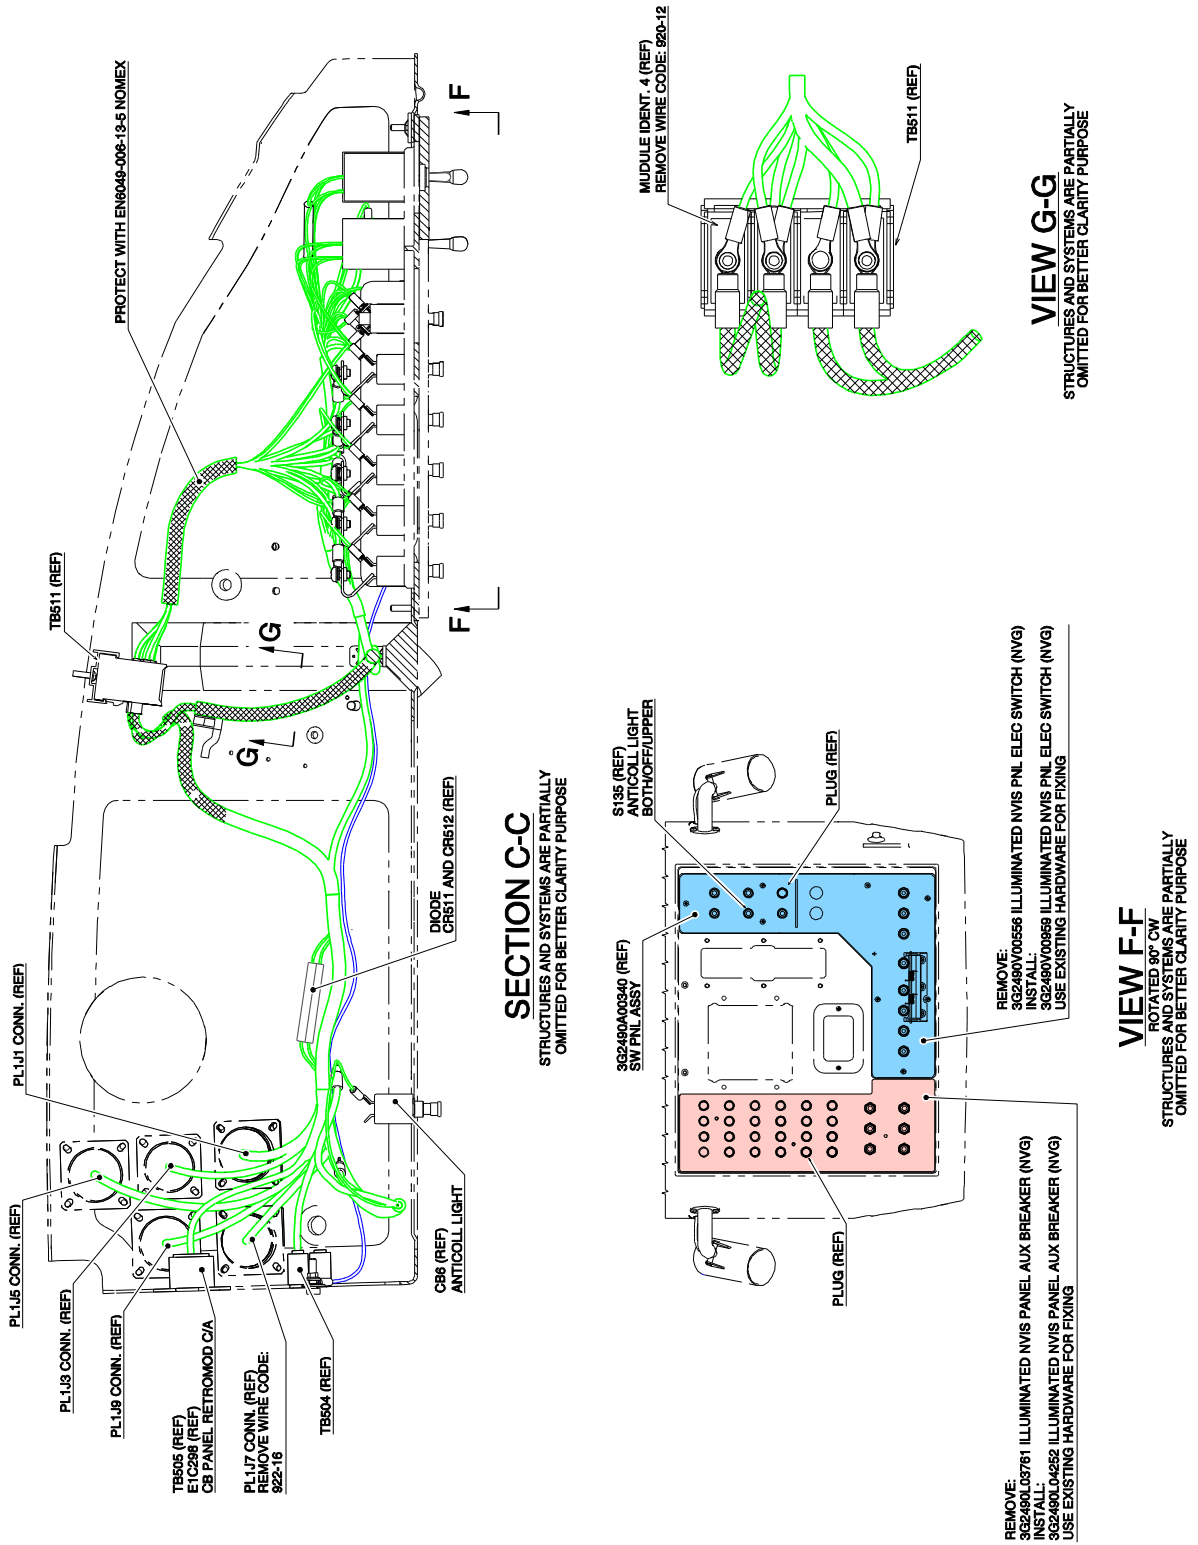 PROTECT WITH EN6049-006-13-5 NOMEX
TB511 (REF)
F
F
G
G
PL1J1 CONN. (REF)
PL1J5 CONN. (REF)
PL1J3 CONN. (REF)
PL1J9 CONN. (REF)
TB505 (REF)
E1C298 (REF)
CB PANEL RETROMOD C/A
PL1J7 CONN. (REF)
REMOVE WIRE CODE:
922-16
TB504 (REF)
CB6 (REF)
ANTICOLL LIGHT
DIODE
CR511 AND CR512 (REF)
SECTION C-C
STRUCTURES AND SYSTEMS ARE PARTIALLY
OMITTED FOR BETTER CLARITY PURPOSE
MUDULE IDENT. 4 (REF)
REMOVE WIRE CODE: 920-12
TB511 (REF)
VIEW G-G
STRUCTURES AND SYSTEMS ARE PARTIALLY
OMITTED FOR BETTER CLARITY PURPOSE
S135 (REF)
ANTICOLL LIGHT
BOTH/OFF/UPPER
PLUG (REF)
3G2490A00340 (REF)
SW PNL ASSY
REMOVE:
3G2490V00556 ILLUMINATED NVIS PNL ELEC SWITCH (NVG)
INSTALL:
3G2490V00959 ILLUMINATED NVIS PNL ELEC SWITCH (NVG)
USE EXISTING HARDWARE FOR FIXING
PLUG (REF)
REMOVE:
3G2490L03761 ILLUMINATED NVIS PANEL AUX BREAKER (NVG)
INSTALL:
3G2490L04252 ILLUMINATED NVIS PANEL AUX BREAKER (NVG)
USE EXISTING HARDWARE FOR FIXING
VIEW F-F
ROTATED 90° CW
STRUCTURES AND SYSTEMS ARE PARTIALLY
OMITTED FOR BETTER CLARITY PURPOSE